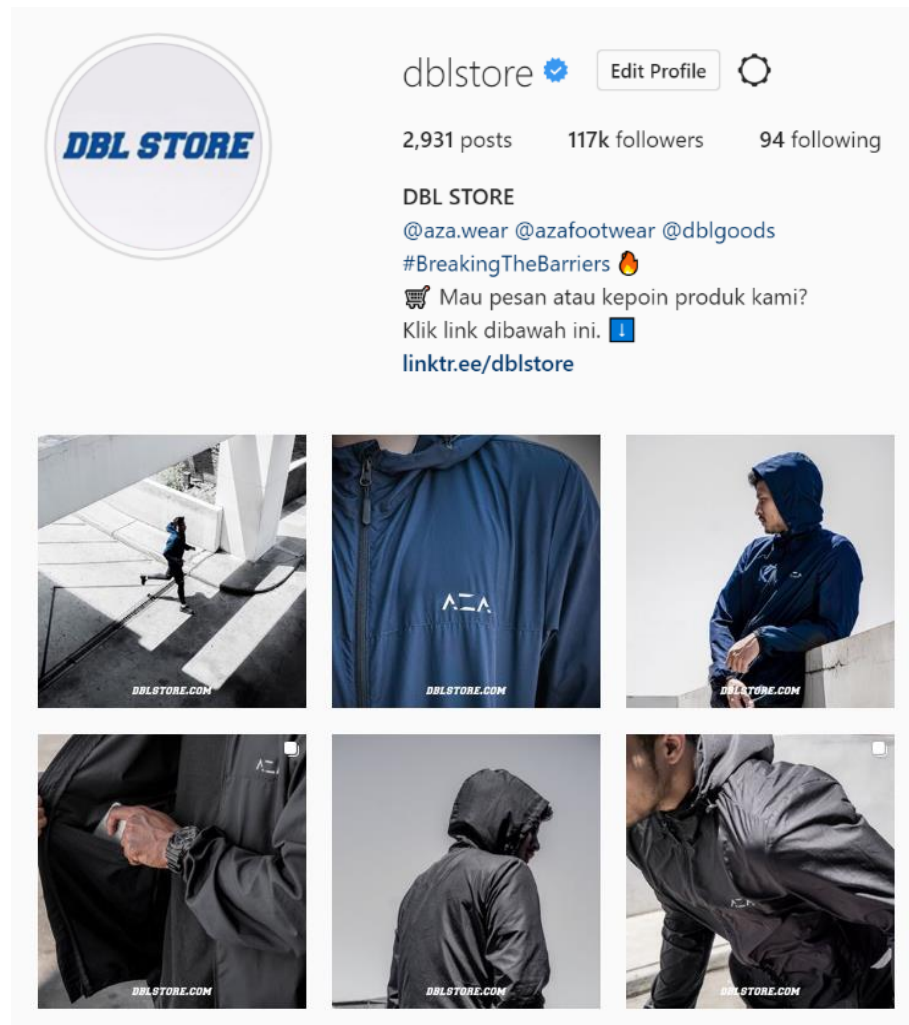 DBL STORE
dblstore
Edit Profile
2,931 posts 117k followers 94 following
DBL STORE
@aza.wear @azafootwear @dblgoods
#BreakingTheBarriers 🔥
🛒 Mau pesan atau kepoin produk kami?
Klik link dibawah ini. ⬇️
linktr.ee/dblstore
DBLSTORE.COM
AZA
DBLSTORE.COM
DBLSTORE.COM
AZA
DBLSTORE.COM
DBLSTORE.COM
AZA
DBLSTORE.COM